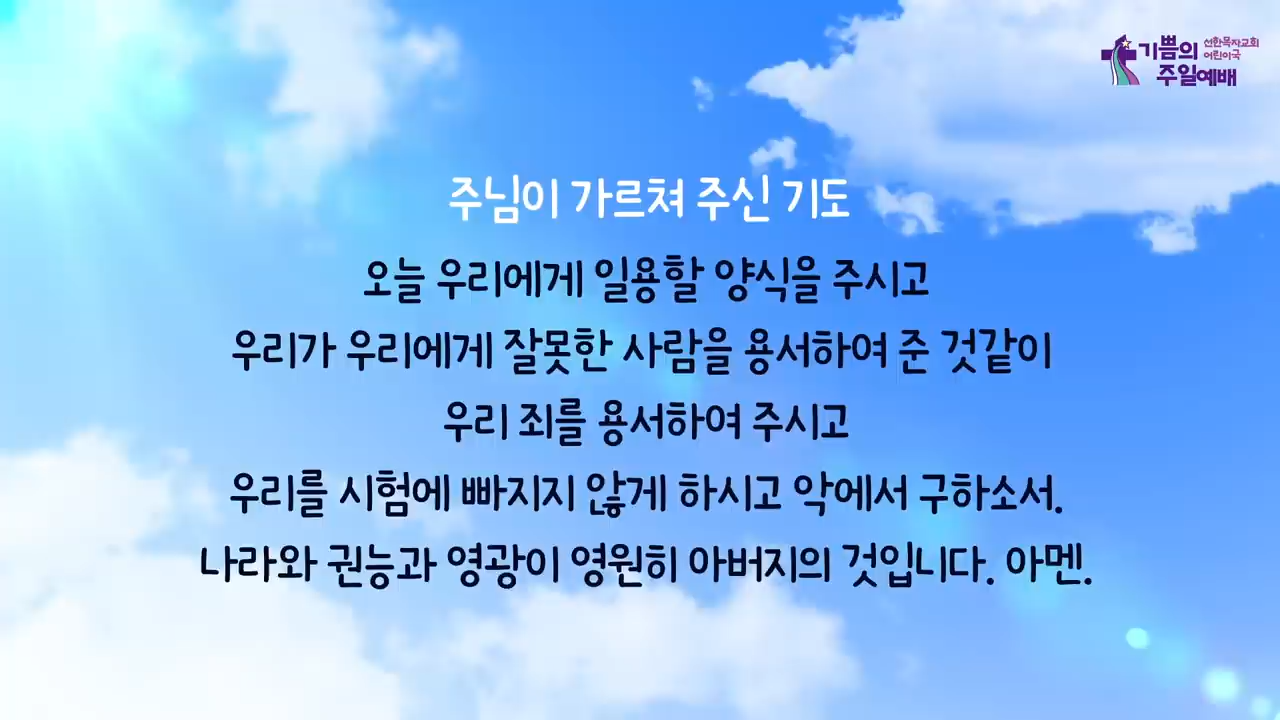 기쁨의
주일예배
선한목자교회
어린이국
주님이 가르쳐 주신 기도
오늘 우리에게 일용할 양식을 주시고
우리가 우리에게 잘못한 사람을 용서하여 준 것같이
우리 죄를 용서하여 주시고
우리를 시험에 빠지지 않게 하시고 악에서 구하소서.
나라와 권능과 영광이 영원히 아버지의 것입니다. 아멘.